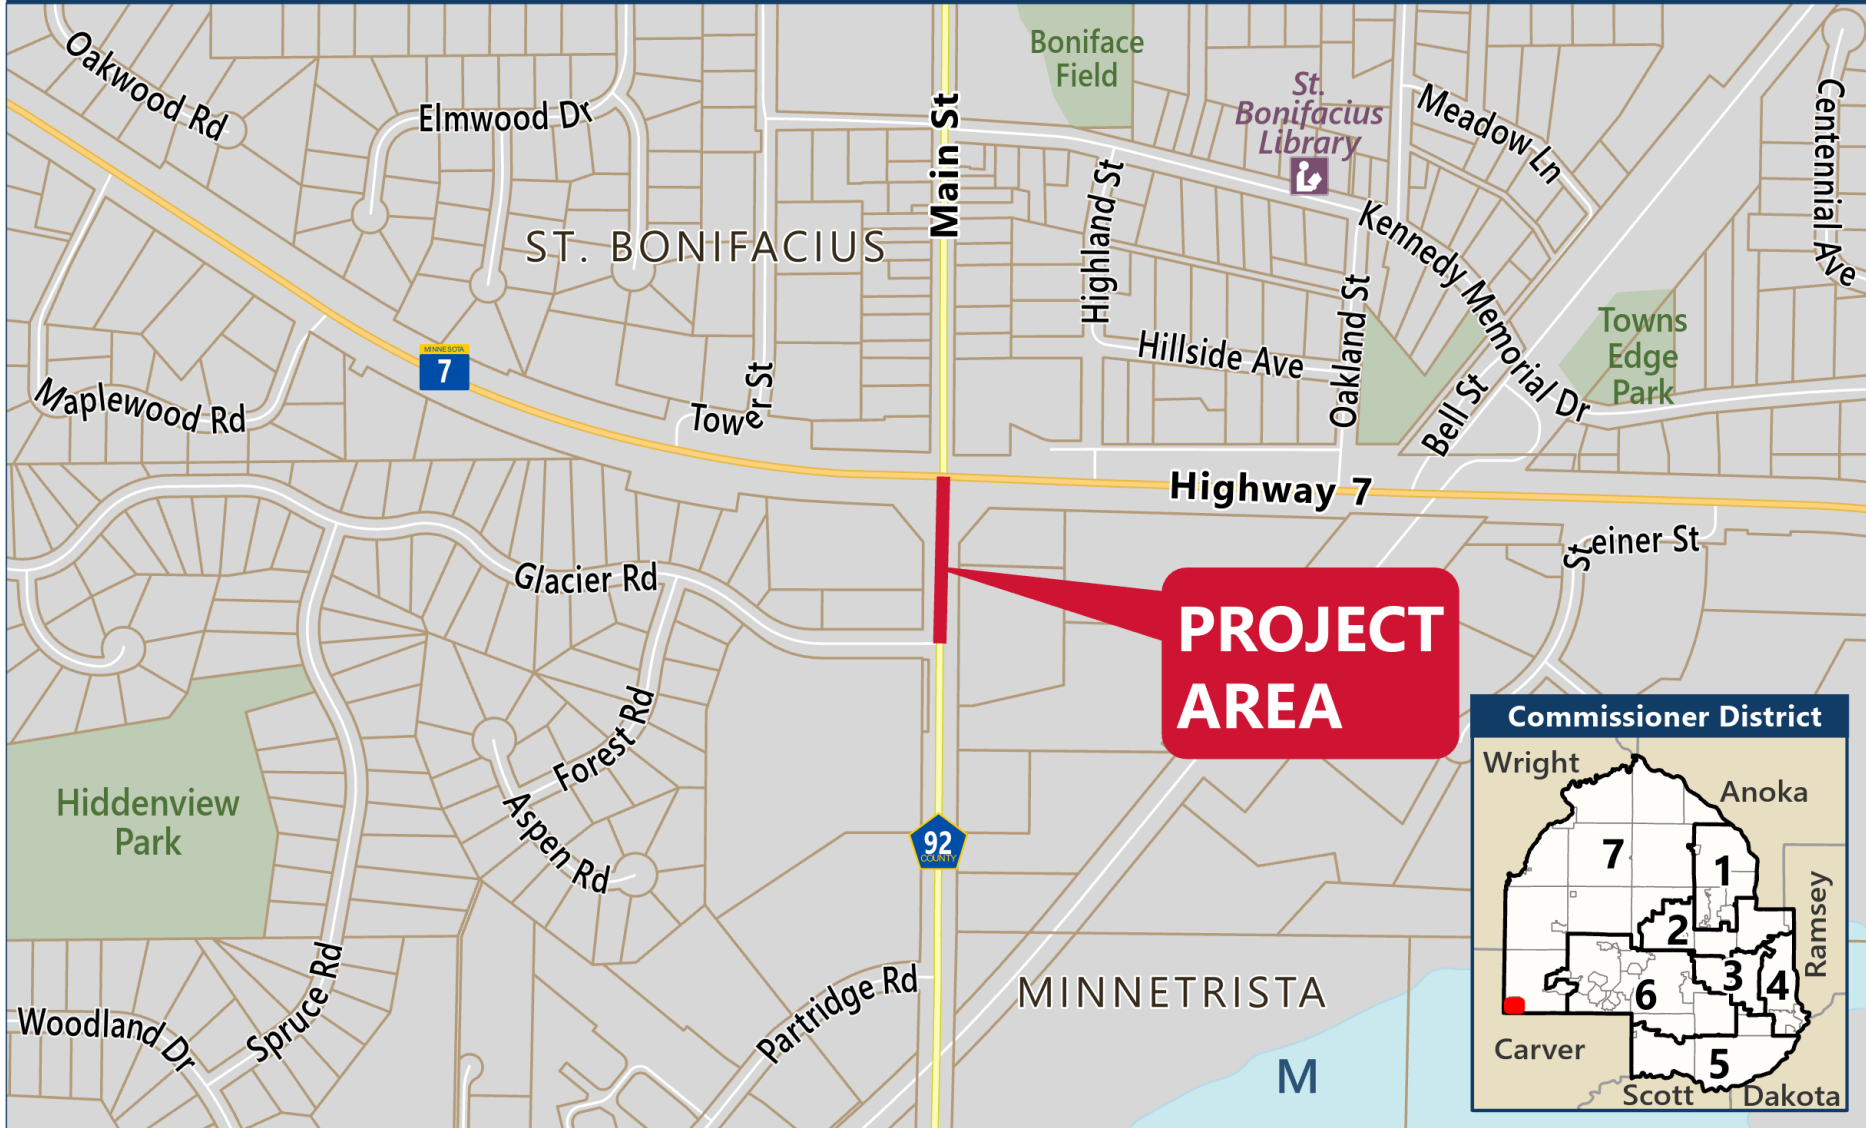 Oakwood Rd
Elmwood Dr
Main St
Boniface
Field
St.
Bonifacius
Library
Meadow Ln
Centennial Ave
Highland St
Kennedy Memorial Dr
ST. BONIFACIUS
Oakland St
Hillside Ave
Towns
Edge
Park
MINNESOTA
7
Maplewood Rd
Tower St
Bell St
Highway 7
Steiner St
Glacier Rd
PROJECT
AREA
Forest Rd
Hiddenview
Park
Aspen Rd
92
COUNTY
Spruce Rd
Woodland Dr
Partridge Rd
MINNETRISTA
M
Commissioner District
Wright
Anoka
7
1
2
Ramsey
3
4
6
Carver
5
Scott
Dakota